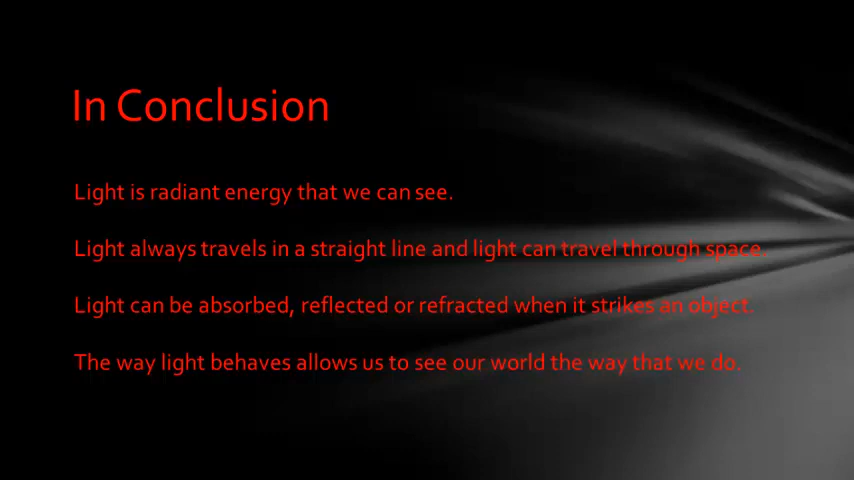 In Conclusion
Light is radiant energy that we can see.
Light always travels in a straight line and light can travel through space.
Light can be absorbed, reflected or refracted when it strikes an object.
The way light behaves allows us to see our world the way that we do.